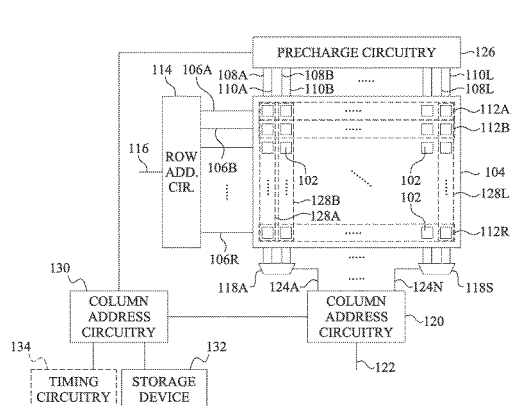 PRECHARGE CIRCUITRY
126
108A
108B
110L
114
106A
110A
110B
108L
112A
112B
116
106B
ROW
ADD.
CIR.
102
102
104
128B
102
128L
128A
112R
106R
130
118A
124A
124N
118S
COLUMN
ADDRESS
CIRCUITRY
COLUMN
ADDRESS
CIRCUITRY
120
134
132
122
TIMING
CIRCUITRY
STORAGE
DEVICE